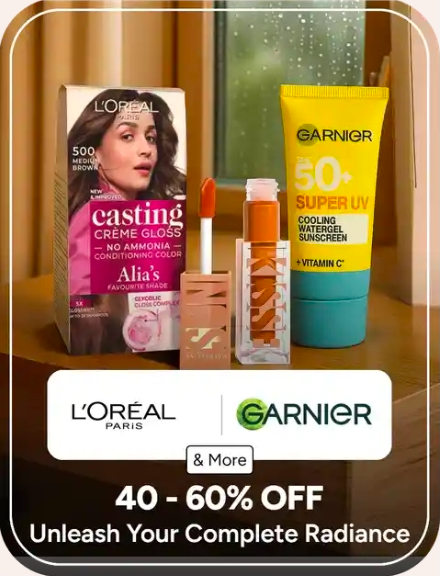 L'ORÉAL
PARIS
500
MEDIUM
BROWN
NEW
& IMPROVED
casting
CRÈME GLOSS
NO AMMONIA
CONDITIONING COLOR
Alia's
FAVOURITE SHADE
GLYCOLIC
GLOSS COMPLEX
5X
GARNIER
50+
SUPER UV
COOLING
WATERGEL
SUNSCREEN
+ VITAMIN C*
L'ORÉAL
PARIS
GARNIER
& More
40 - 60% OFF
Unleash Your Complete Radiance